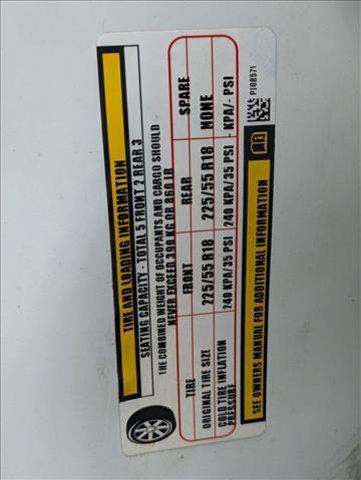 TIRE AND LOADING INFORMATION
SEATING CAPACITY - TOTAL 5 FRONT 2 REAR 3
THE COMBINED WEIGHT OF OCCUPANTS AND CARGO SHOULD
NEVER EXCEED 390 KG OR 860 LB
TIRE FRONT REAR SPARE
ORIGINAL TIRE SIZE 225/55 R18 225/55 R18 NONE
COLD TIRE INFLATION PRESSURE 240 KPA/35 PSI 240 KPA/35 PSI - KPA/- PSI
SEE OWNERS MANUAL FOR ADDITIONAL INFORMATION
PJ08571